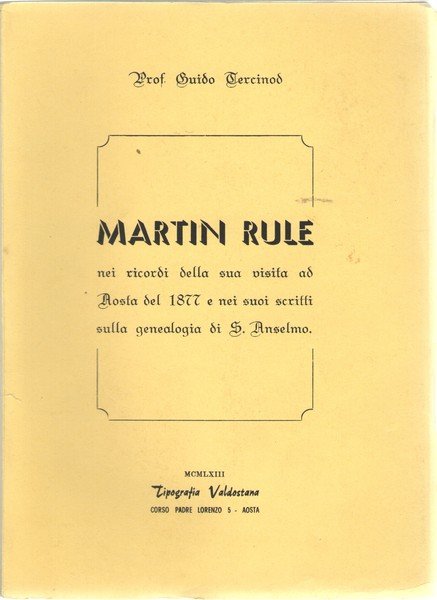 Prof. Guido Tercinod
MARTIN RULE
nei ricordi della sua visita ad
Aosta del 1877 e nei suoi scritti
sulla genealogia di S. Anselmo.
MCMLXIII
Tipografia Valdostana
CORSO PADRE LORENZO 5 - AOSTA